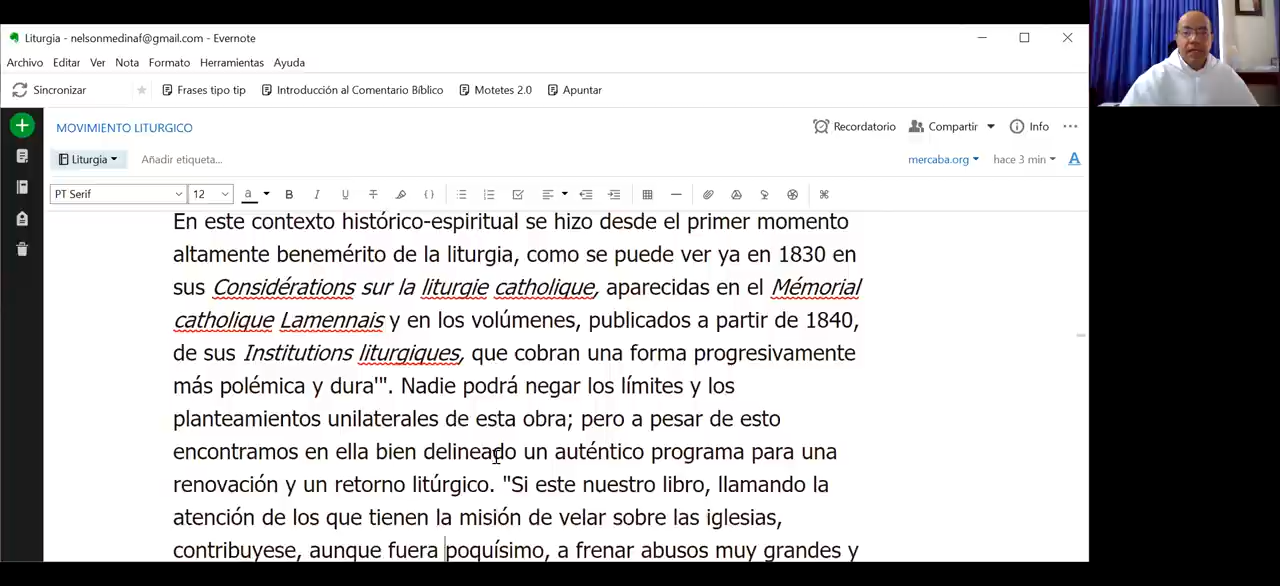 Liturgia - nelsonmedinaf@gmail.com - Evernote
Archivo Editar Ver Nota Formato Herramientas Ayuda
Sincronizar Frases tipo tip Introducción al Comentario Bíblico Motetes 2.0 Apuntar
MOVIMIENTO LITURGICO Recordatorio Compartir Info
Liturgia Añadir etiqueta... mercaba.org hace 3 min A
PT Serif 12 a B I U T
En este contexto histórico-espiritual se hizo desde el primer momento
altamente benemérito de la liturgia, como se puede ver ya en 1830 en
sus Considérations sur la liturgie catholique, aparecidas en el Mémorial
catholique Lamennais y en los volúmenes, publicados a partir de 1840,
de sus Institutions liturgiques, que cobran una forma progresivamente
más polémica y dura'". Nadie podrá negar los límites y los
planteamientos unilaterales de esta obra; pero a pesar de esto
encontramos en ella bien delineado un auténtico programa para una
renovación y un retorno litúrgico. "Si este nuestro libro, llamando la
atención de los que tienen la misión de velar sobre las iglesias,
contribuyese, aunque fuera poquísimo, a frenar abusos muy grandes y